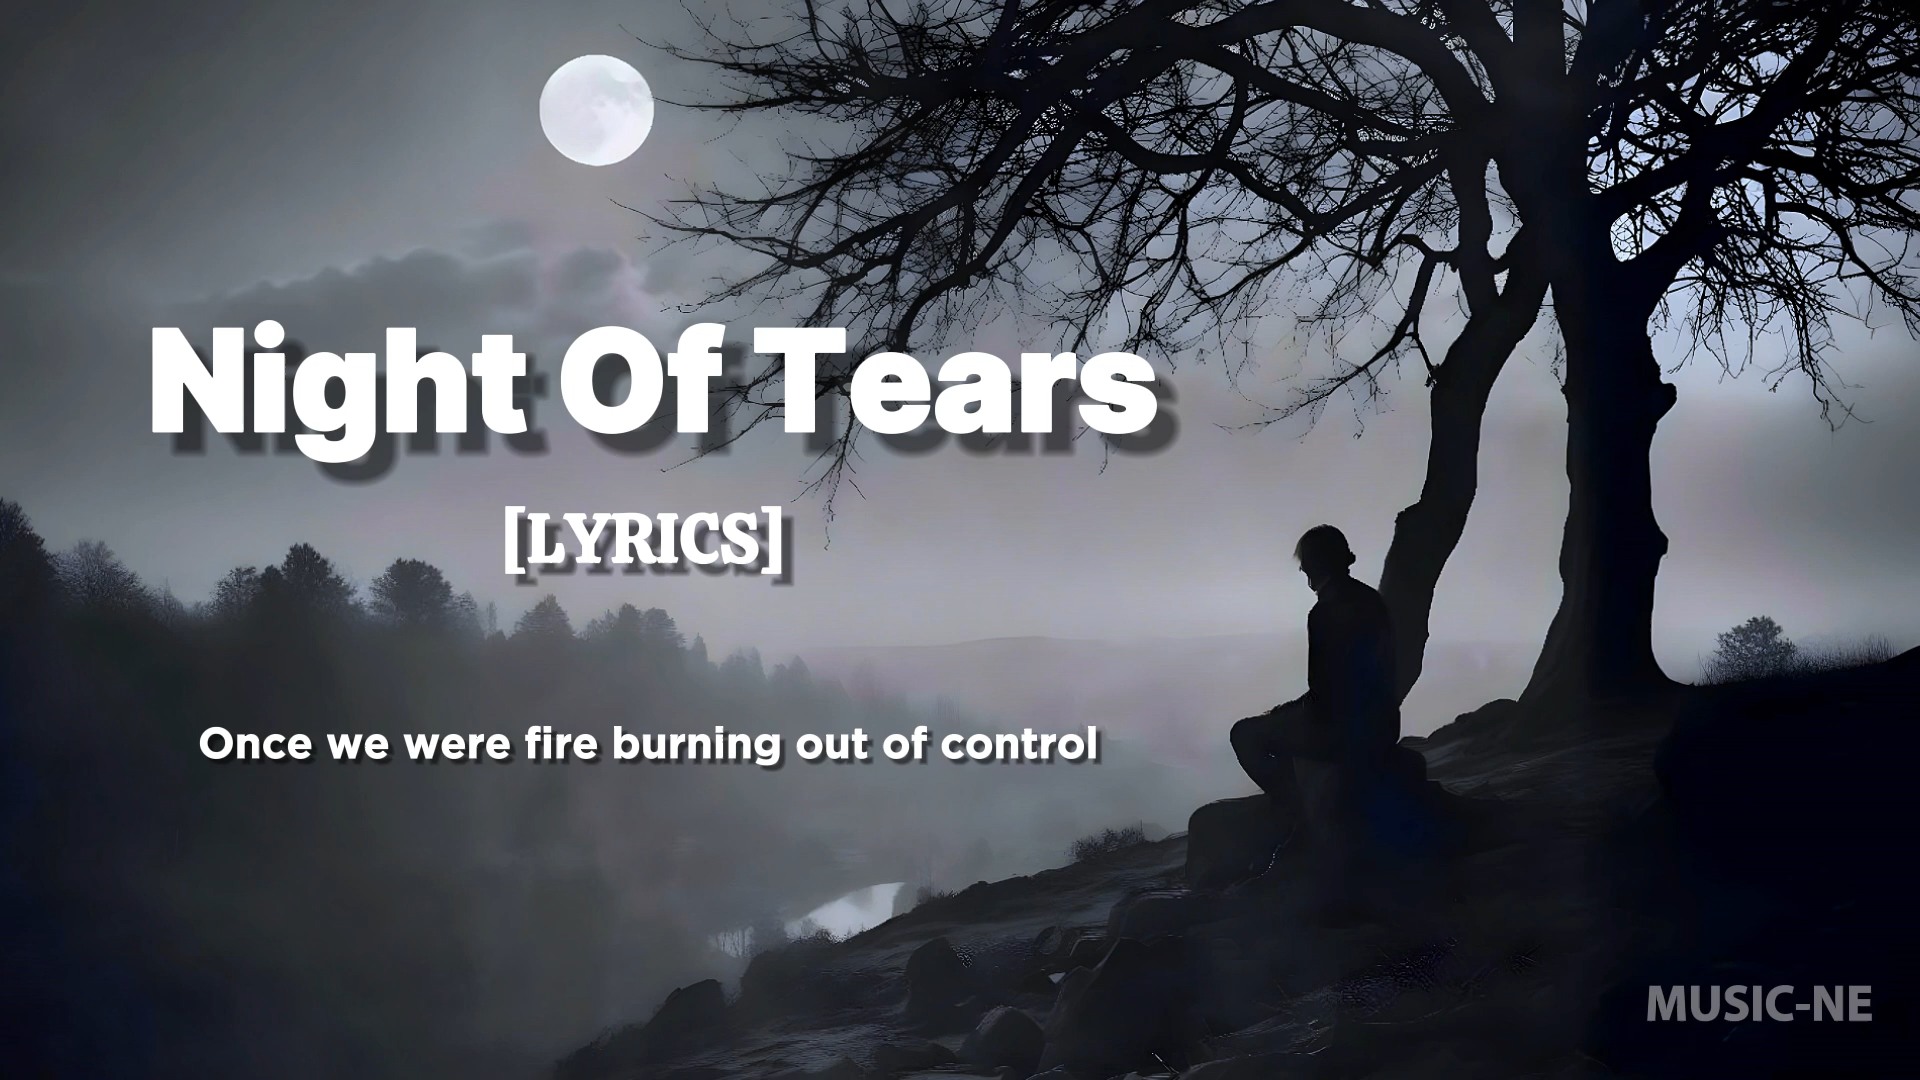 Night Of Tears
[LYRICS]
Once we were fire burning out of control
MUSIC-NE